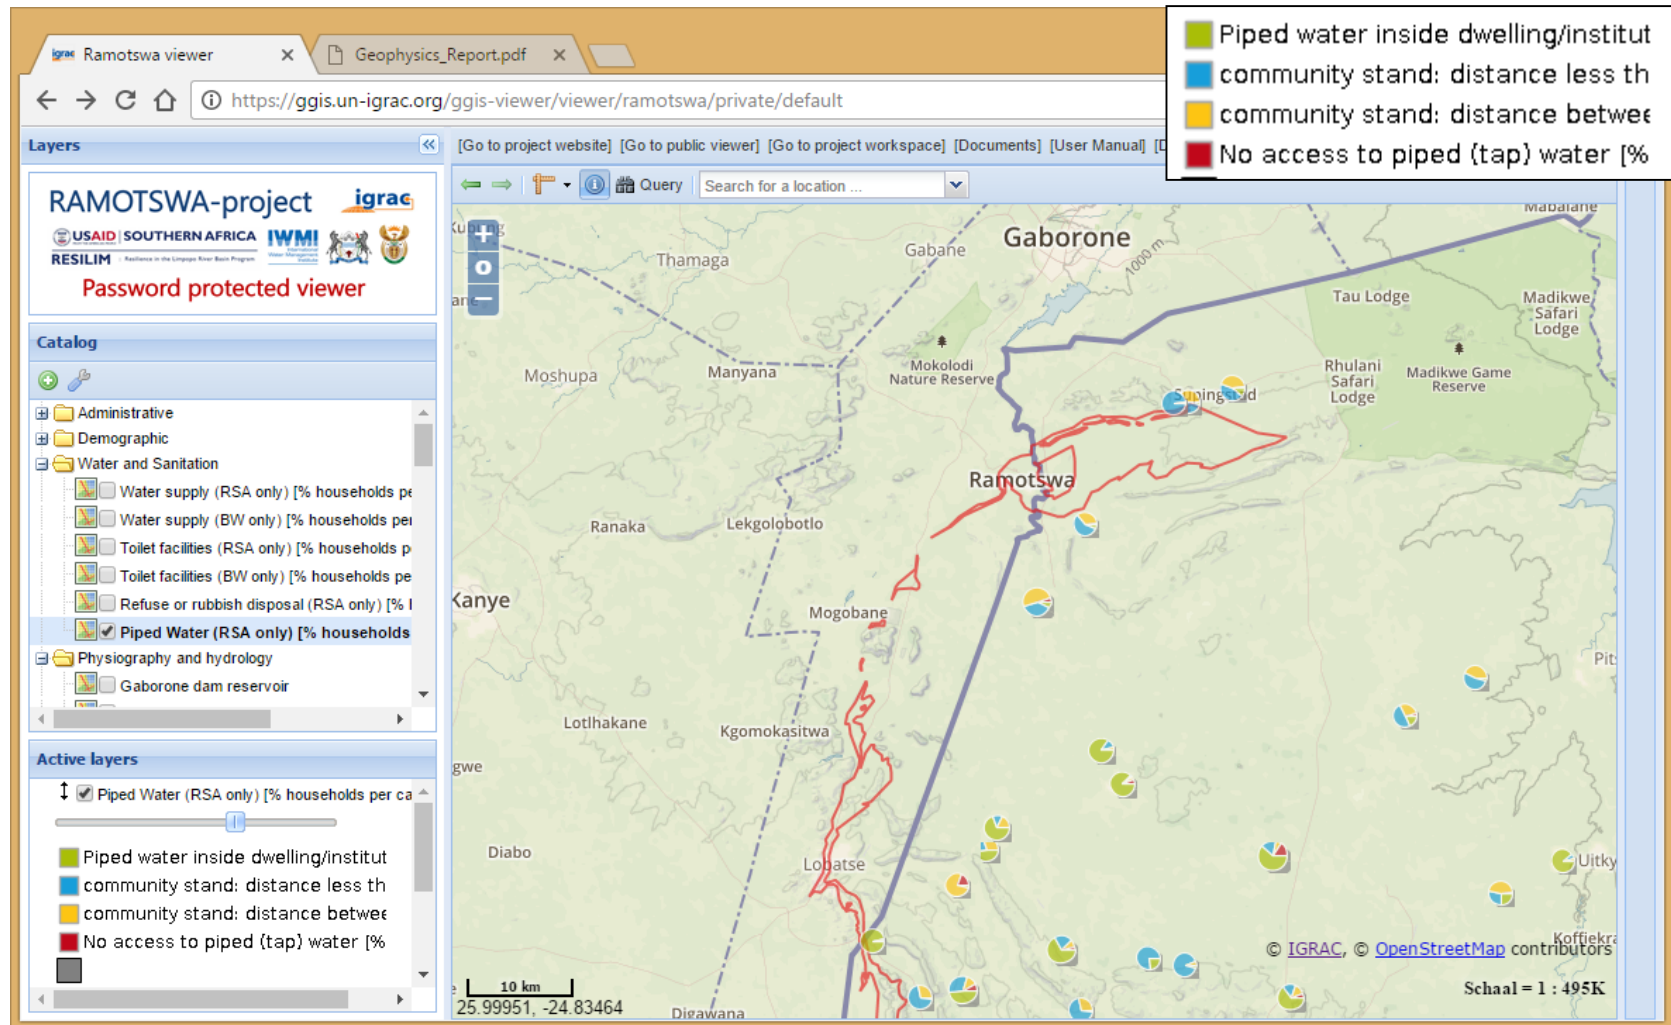 Ramotswa viewer
Geophysics_Report.pdf
https://ggis.un-igrac.org/ggis-viewer/viewer/ramotswa/private/default
Piped water inside dwelling/institut
community stand: distance less th
community stand: distance betwee
No access to piped (tap) water [%
Layers
[Go to project website] [Go to public viewer] [Go to project workspace] [Documents] [User Manual] [D
Query
Search for a location ...
RAMOTSWA-project
igrac
USAID SOUTHERN AFRICA
IWMI
RESILIM
Password protected viewer
Catalog
Administrative
Demographic
Water and Sanitation
Water supply (RSA only) [% households pe
Water supply (BW only) [% households per
Toilet facilities (RSA only) [% households p
Toilet facilities (BW only) [% households pe
Refuse or rubbish disposal (RSA only) [%
Piped Water (RSA only) [% households
Physiography and hydrology
Gaborone dam reservoir
Active layers
Piped Water (RSA only) [% households per ca
Piped water inside dwelling/institut
community stand: distance less th
community stand: distance betwee
No access to piped (tap) water [%
Mabalane
Gaborone
Gabane
Thamaga
1000 m
Tau Lodge
Madikwe
Safari
Lodge
Mokolodi
Nature Reserve
Rhulani
Safari
Lodge
Madikwe Game
Reserve
Moshupa
Manyana
Supingstad
Ramotswa
Ranaka
Lekgolobotlo
Kanye
Mogobane
Pits
Lotlhakane
Kgomokasitwa
gwe
Diabo
Lobatse
Uitky
Koffiekra
© IGRAC, © OpenStreetMap contributors
10 km
25.99951, -24.83464
Digawana
Schaal = 1 : 495K